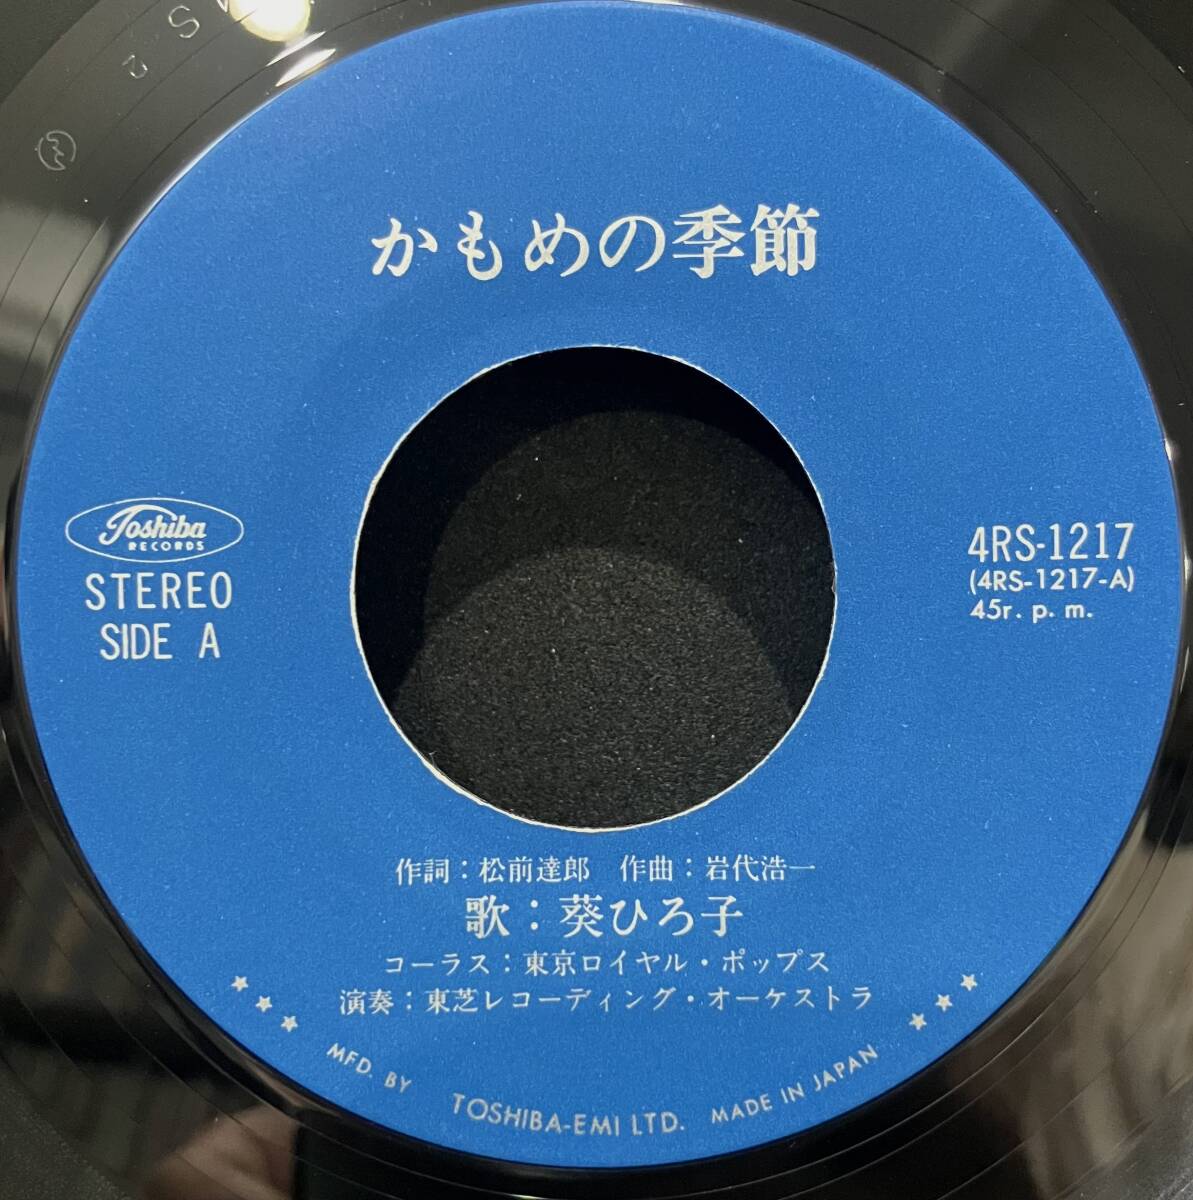 S
2
かもめの季節
Toshiba
RECORDS
STEREO
SIDE A
4RS-1217
(4RS-1217-A)
45r. p. m.
作詞：松前達郎　作曲：岩代浩一
歌：葵ひろ子
コーラス：東京ロイヤル・ポップス
演奏：東芝レコーディング・オーケストラ
MFD. BY TOSHIBA-EMI LTD. MADE IN JAPAN